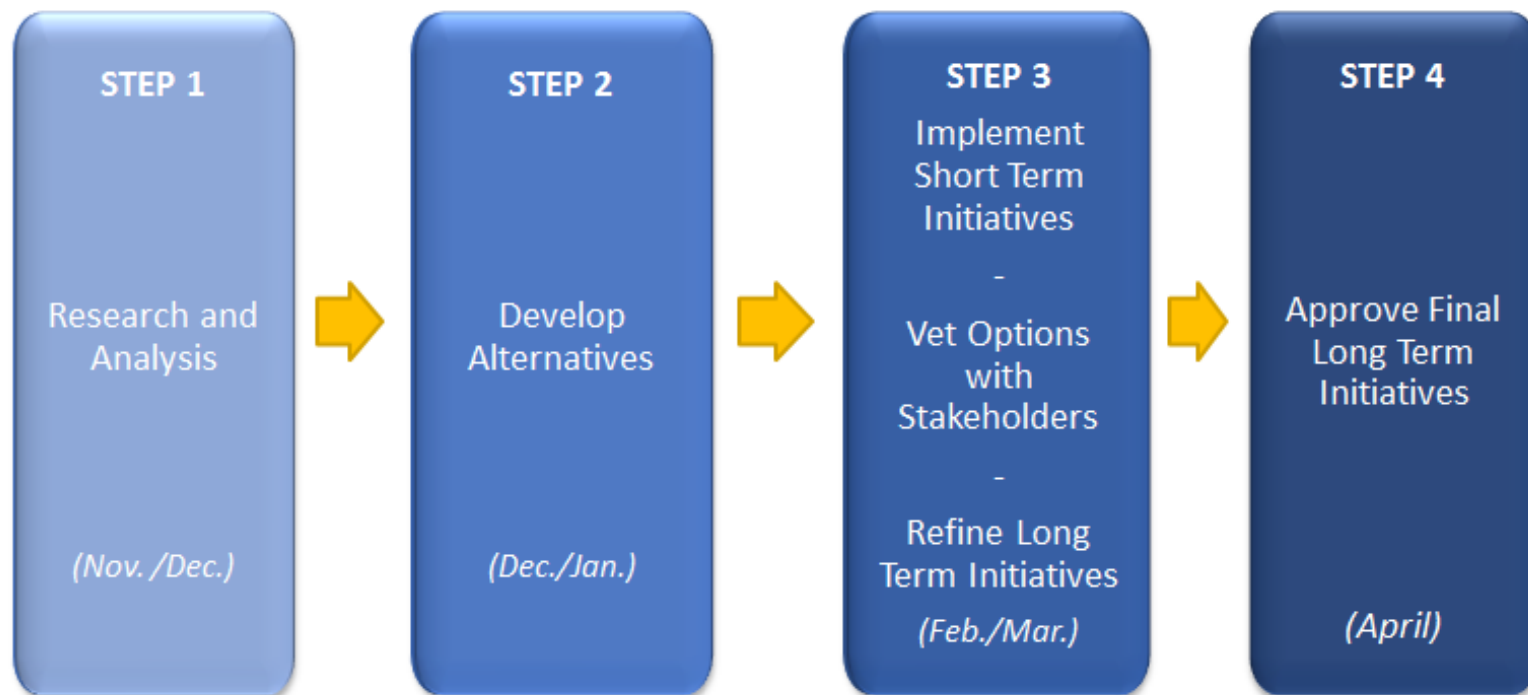 STEP 1
Research and
Analysis
(Nov. /Dec.)
STEP 2
Develop
Alternatives
(Dec./Jan.)
STEP 3
Implement
Short Term
Initiatives
-
Vet Options
with
Stakeholders
-
Refine Long
Term Initiatives
(Feb./Mar.)
STEP 4
Approve Final
Long Term
Initiatives
(April)